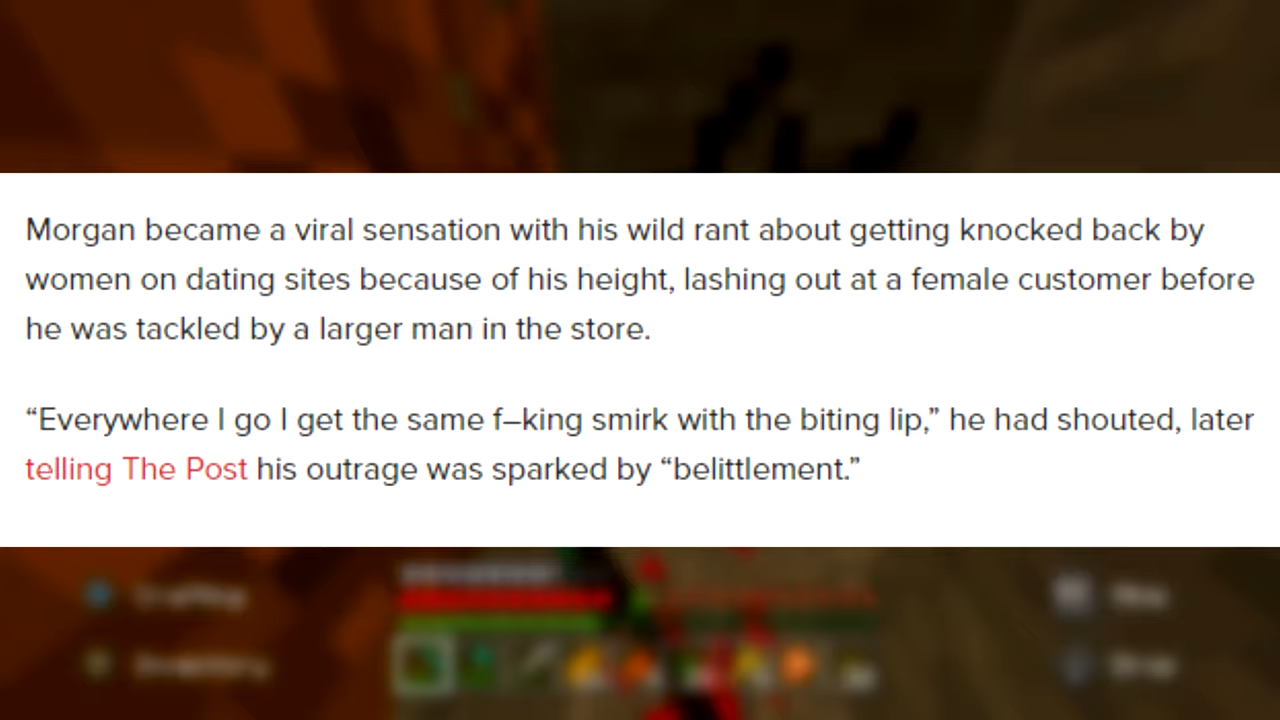 Morgan became a viral sensation with his wild rant about getting knocked back by
women on dating sites because of his height, lashing out at a female customer before
he was tackled by a larger man in the store.
“Everywhere I go I get the same f–king smirk with the biting lip,” he had shouted, later
telling The Post his outrage was sparked by “belittlement.”
Crafting
Inventory
Drop